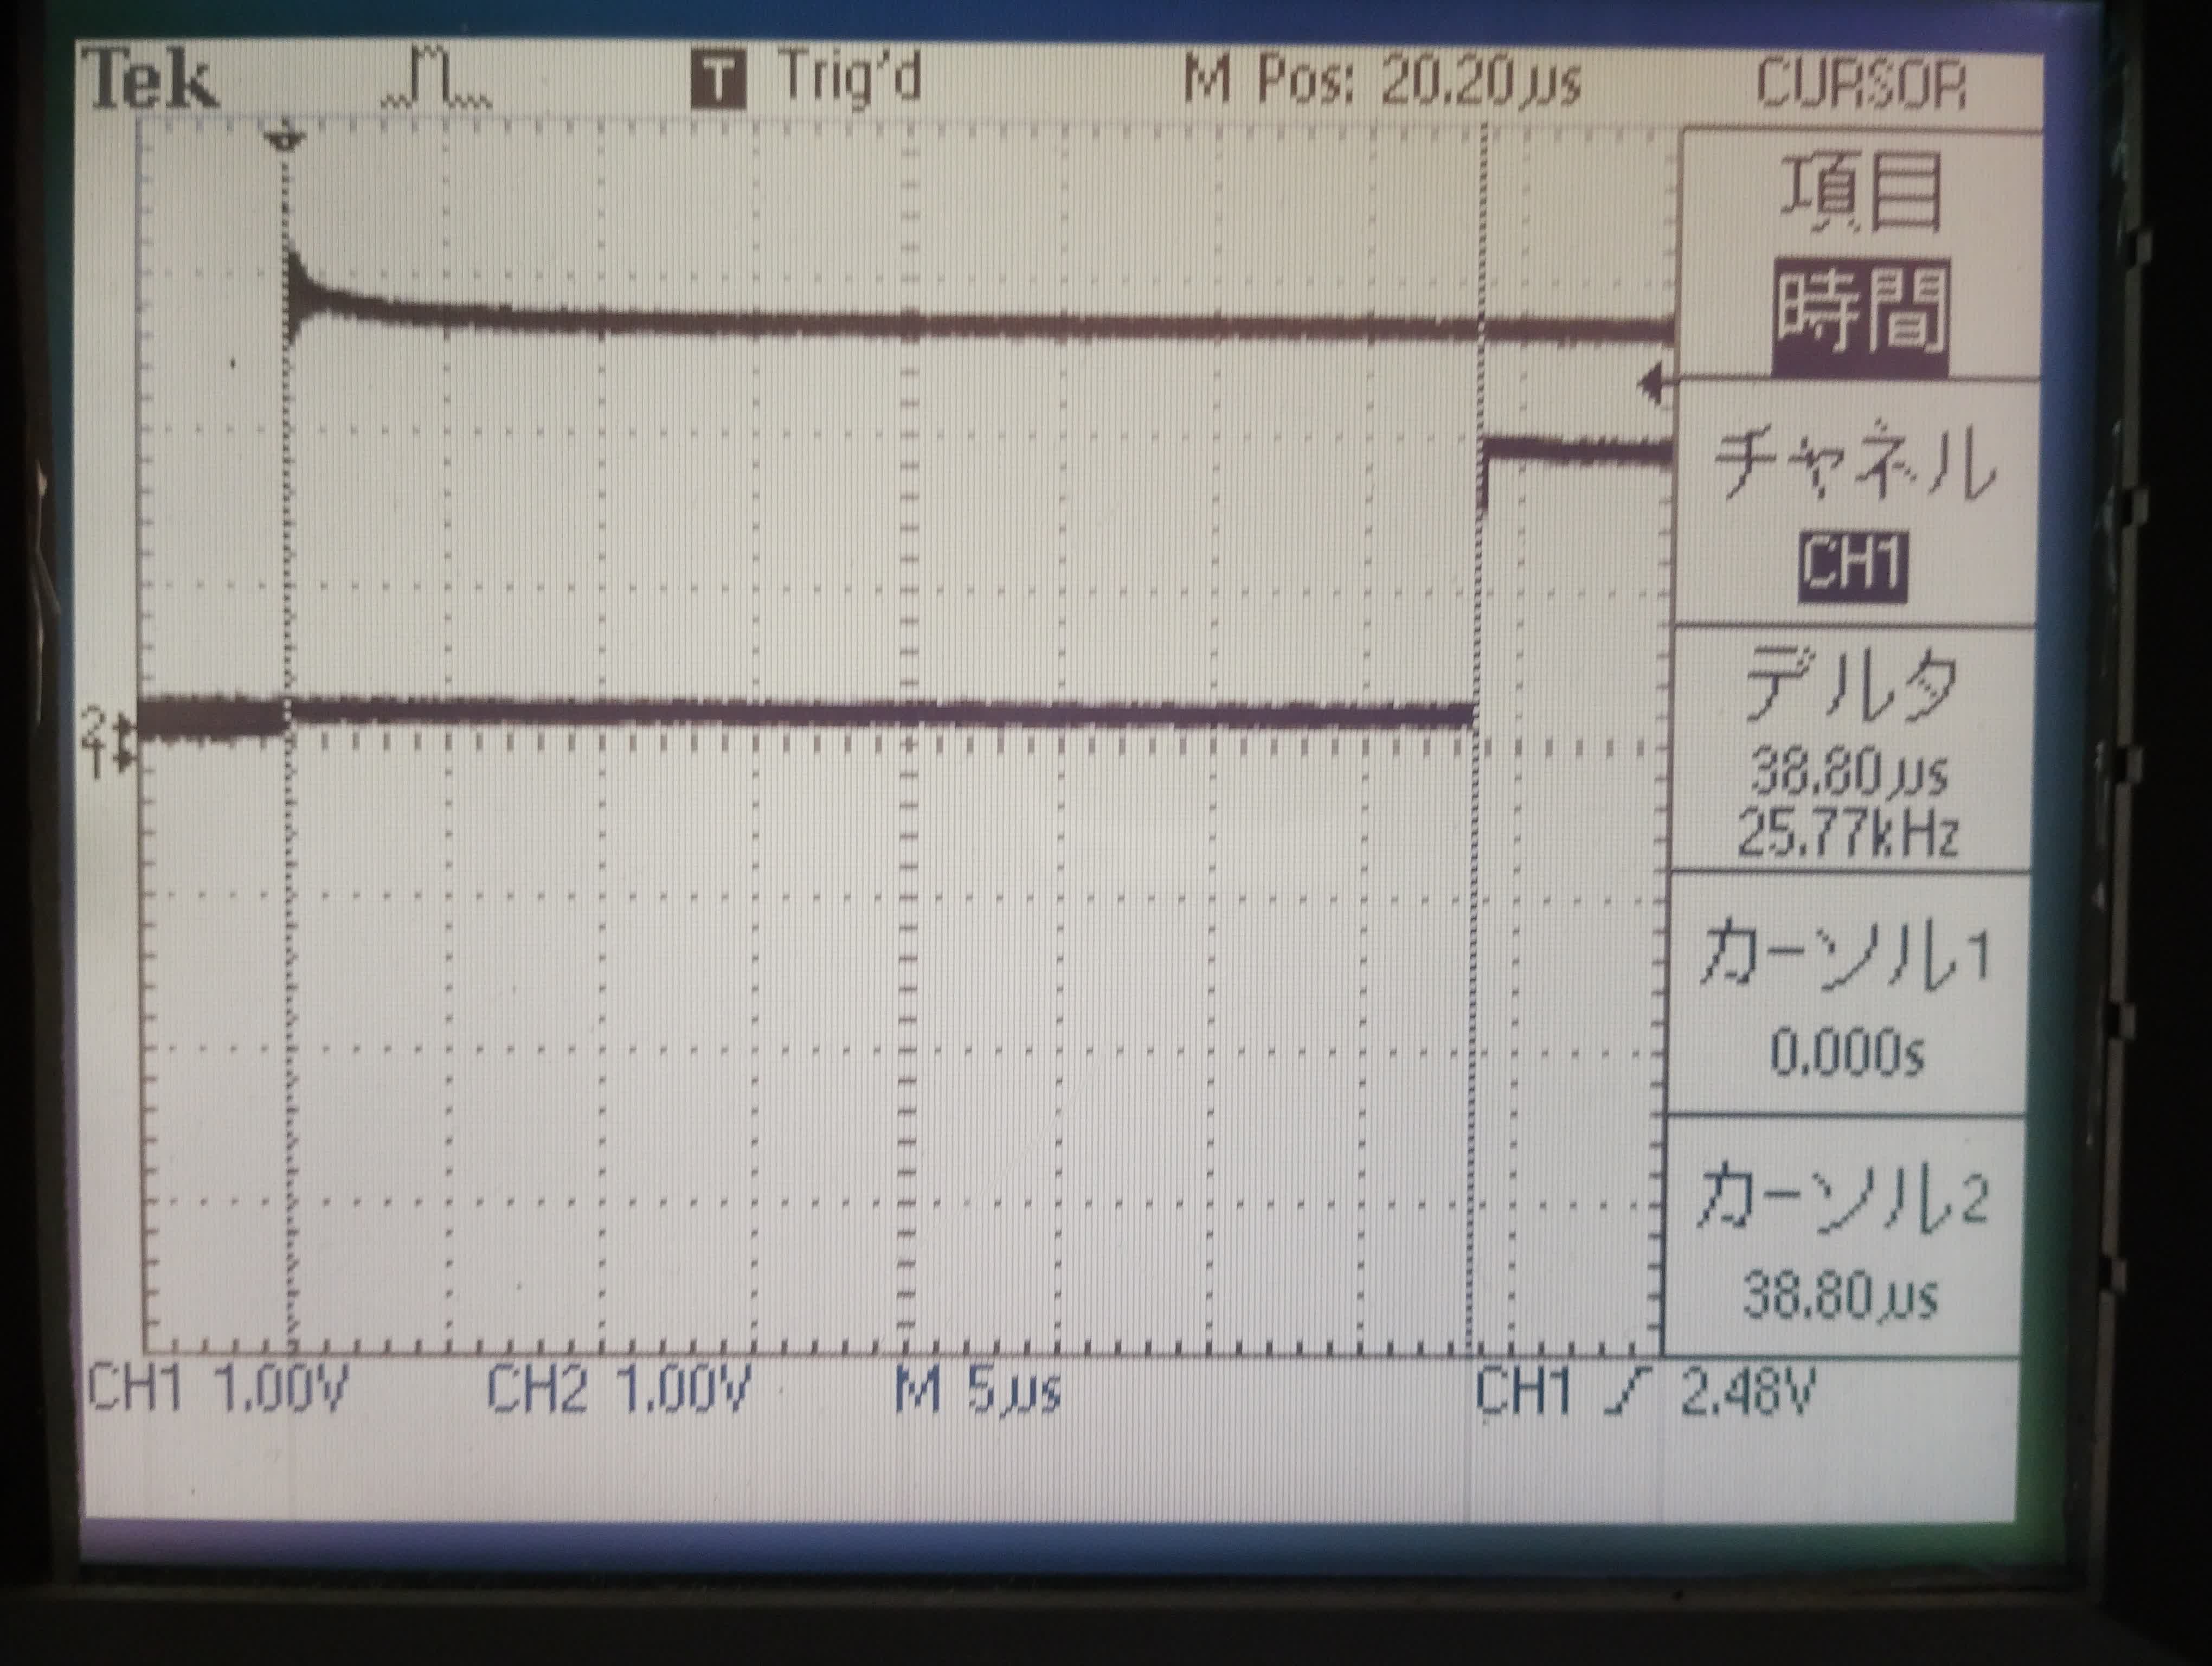 Tek T Trig'd M Pos: 20.20µs CURSOR
項目
時間
チャネル
CH1
デルタ
38.80µs
25.77kHz
カーソル1
0.000s
カーソル2
38.80µs
2
1
CH1 1.00V CH2 1.00V M 5µs CH1 2.48V